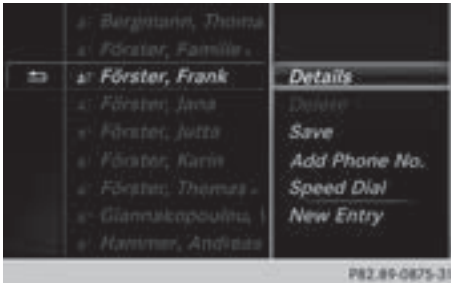 Bergmann, Thoma
Förster, Familie
Förster, Frank
Förster, Jana
Förster, Jutta
Förster, Karin
Förster, Thomas
Giannakopoulou,
Hammer, Andreas
Details
Delete
Save
Add Phone No.
Speed Dial
New Entry
P82.89-0875-31